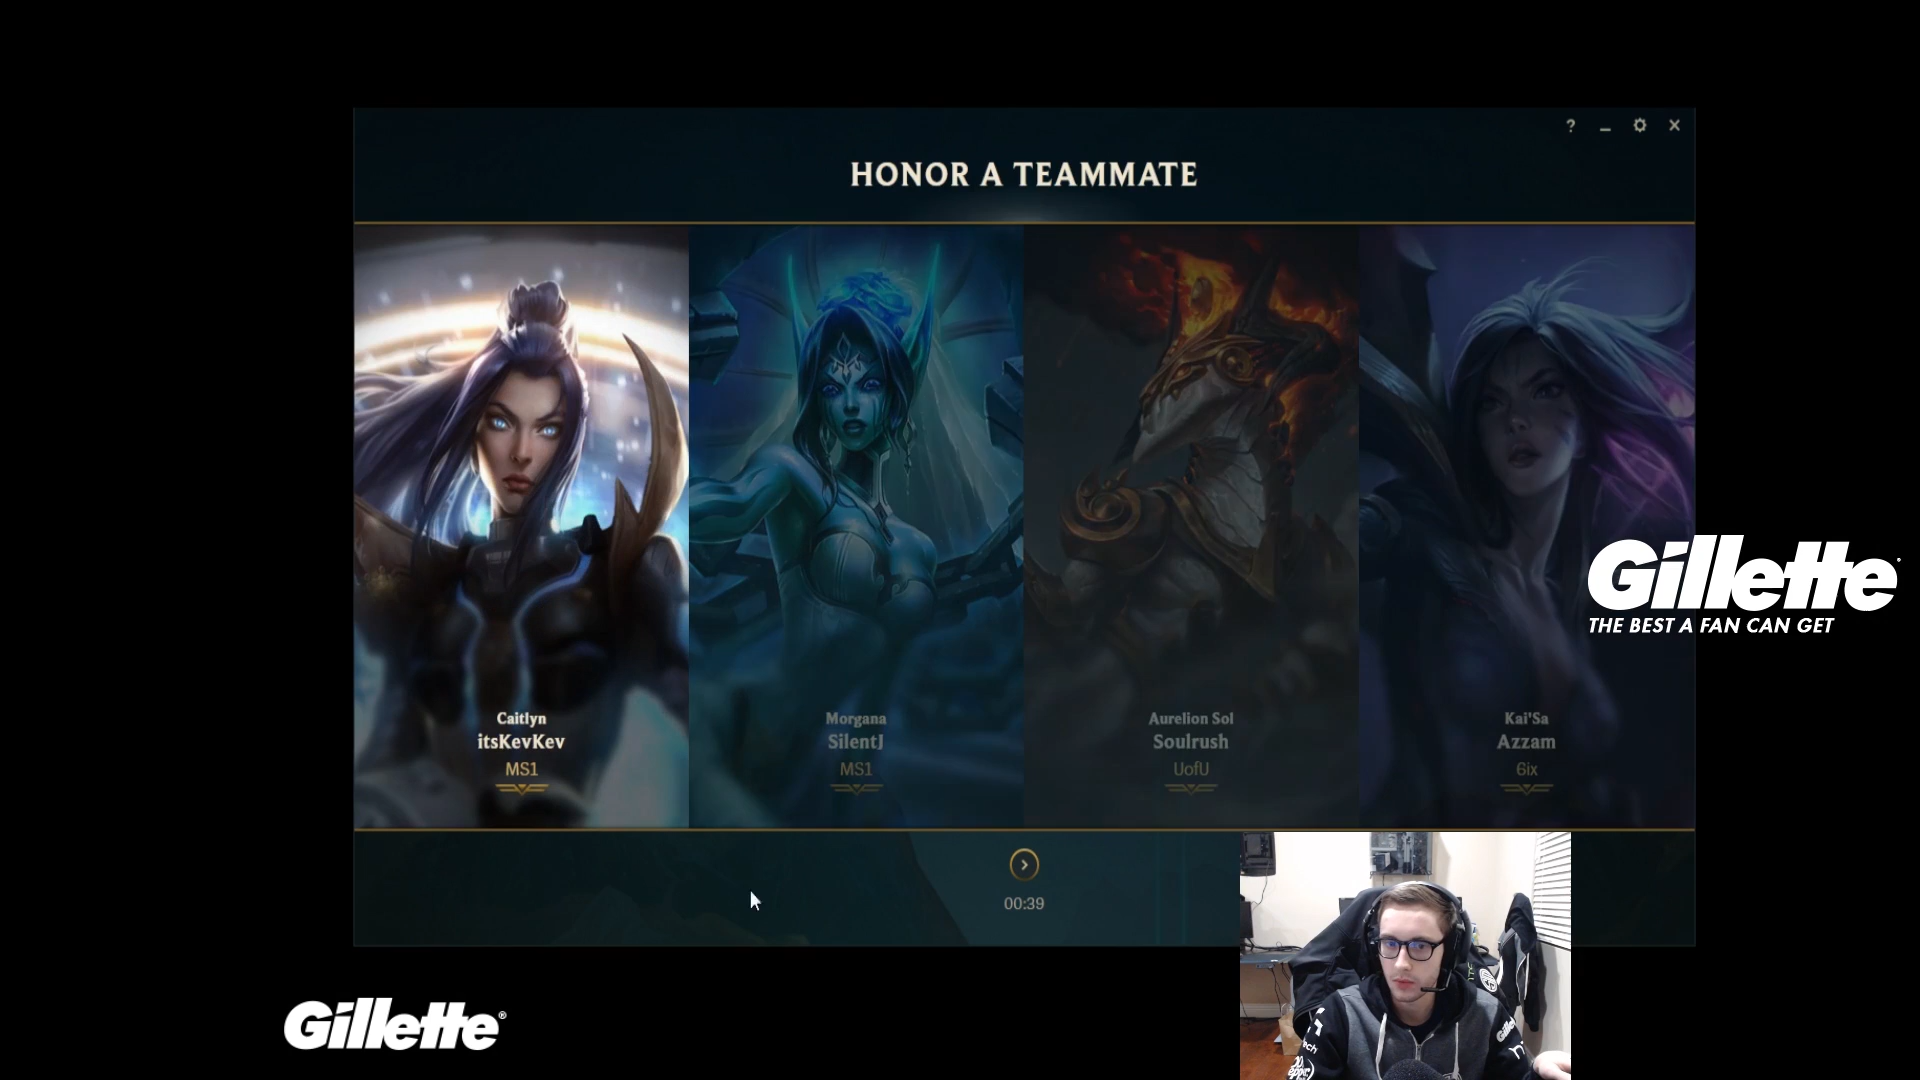 ?
HONOR A TEAMMATE
Caitlyn
itsKevKev
MS1
Morgana
SilentJ
MS1
Aurelion Sol
Soulrush
UofU
Kai'Sa
Azzam
6ix
Gillette
THE BEST A FAN CAN GET
00:39
Gillette®